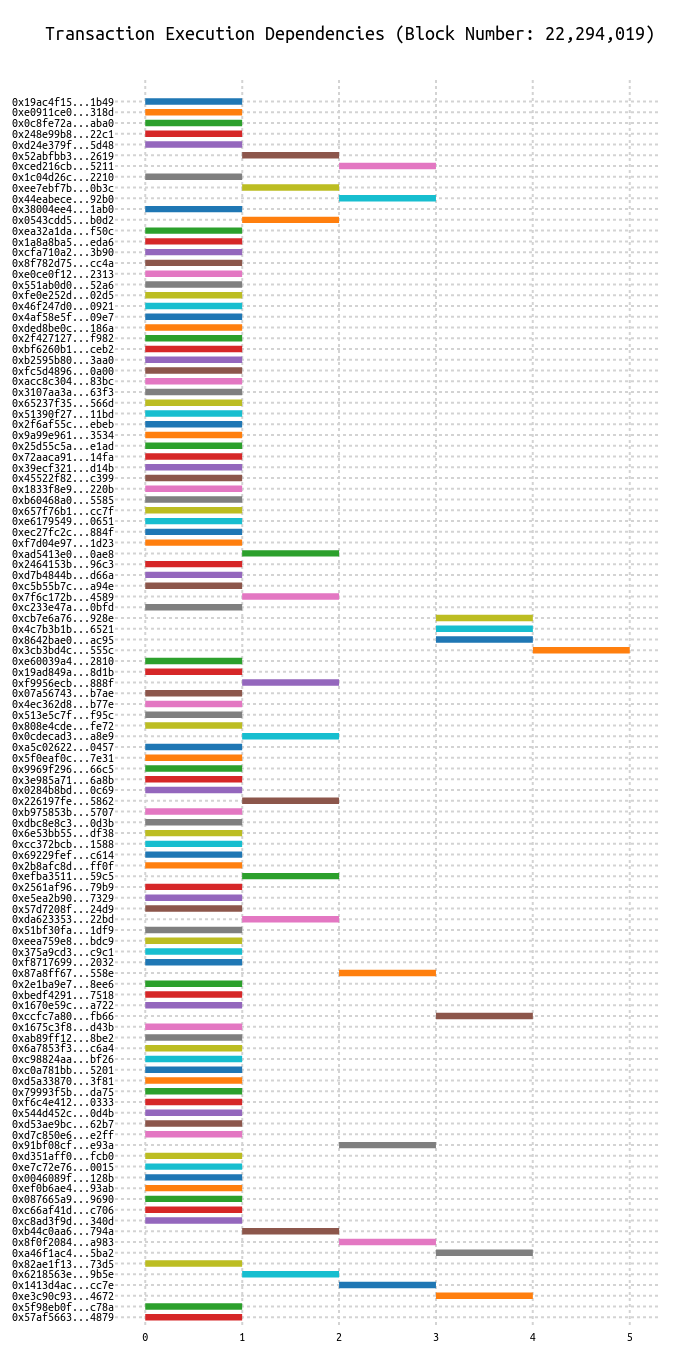 Transaction Execution Dependencies (Block Number: 22,294,019)
0x19ac4f15...1b49
0xe0911ce0...318d
0x0c8fe72a...aba0
0x248e99b8...22c1
0xd24e379f...5d48
0x52abfbb3...2619
0xced216cb...5211
0x1c04d26c...2210
0xee7ebf7b...0b3c
0x44eabece...92b0
0x38004ee4...1ab0
0x0543cdd5...b0d2
0xea32a1da...f50c
0x1a8a8ba5...eda6
0xcfa710a2...3b90
0x8f782d75...cc4a
0xe0ce0f12...2313
0x551ab0d0...52a6
0xfe0e252d...02d5
0x46f247d0...0921
0x4af58e5f...09e7
0xded8be0c...186a
0x2f427127...f982
0xbf6260b1...ceb2
0xb2595b80...3aa0
0xfc5d4896...0a00
0xacc8c304...83bc
0x3107aa3a...63f3
0x65237f35...566d
0x51390f27...11bd
0x2f6af55c...ebeb
0x9a99e961...3534
0x25d55c5a...e1ad
0x72aaca91...14fa
0x39ecf321...d14b
0x45522f82...c399
0x1833f8e9...220b
0xb60468a0...5585
0x657f76b1...cc7f
0xe6179549...0651
0xec27fc2c...884f
0xf7d04e97...1d23
0xad5413e0...0ae8
0x2464153b...96c3
0xd7b4844b...d66a
0xc5b55b7c...a94e
0x7f6c172b...4589
0xc233e47a...0bfd
0xcb7e6a76...928e
0x4c7b3b1b...6521
0x8642bae0...ac95
0x3cb3bd4c...555c
0xe60039a4...2810
0x19ad849a...8d1b
0xf9956ecb...888f
0x07a56743...b7ae
0x4ec362d8...b77e
0x513e5c7f...f95c
0x808e4cde...fe72
0x0cdecad3...a8e9
0xa5c02622...0457
0x5f0eaf0c...7e31
0x9969f296...66c5
0x3e985a71...6a8b
0x0284b8bd...0c69
0x226197fe...5862
0xb975853b...5707
0xdbc8e8c3...0d3b
0x6e53bb55...df38
0xcc372bcb...1588
0x69229fef...c614
0x2b8afc8d...ff0f
0xefba3511...59c5
0x2561af96...79b9
0xe5ea2b90...7329
0x57d7208f...24d9
0xda623353...22bd
0x51bf30fa...1df9
0xeea759e8...bdc9
0x375a9cd3...c9c1
0xf8717699...2032
0x87a8ff67...558e
0x2e1ba9e7...8ee6
0xbedf4291...7518
0x1670e59c...a722
0xccfc7a80...fb66
0x1675c3f8...d43b
0xab89ff12...8be2
0x6a7853f3...c6a4
0xc98824aa...bf26
0xc0a781bb...5201
0xd5a33870...3f81
0x79993f5b...da75
0xf6c4e412...0333
0x544d452c...0d4b
0xd53ae9bc...62b7
0xd7c850e6...e2ff
0x91bf08cf...e93a
0xd351aff0...fcb0
0xe7c72e76...0015
0x0046089f...128b
0xef0b6ae4...93ab
0x087665a9...9690
0xc66af41d...c706
0xc8ad3f9d...340d
0xb44c0aa6...794a
0x8f0f2084...a983
0xa46f1ac4...5ba2
0x82ae1f13...73d5
0x6218563e...9b5e
0x1413d4ac...cc7e
0xe3c90c93...4672
0x5f98eb0f...c78a
0x57af5663...4879
0 1 2 3 4 5